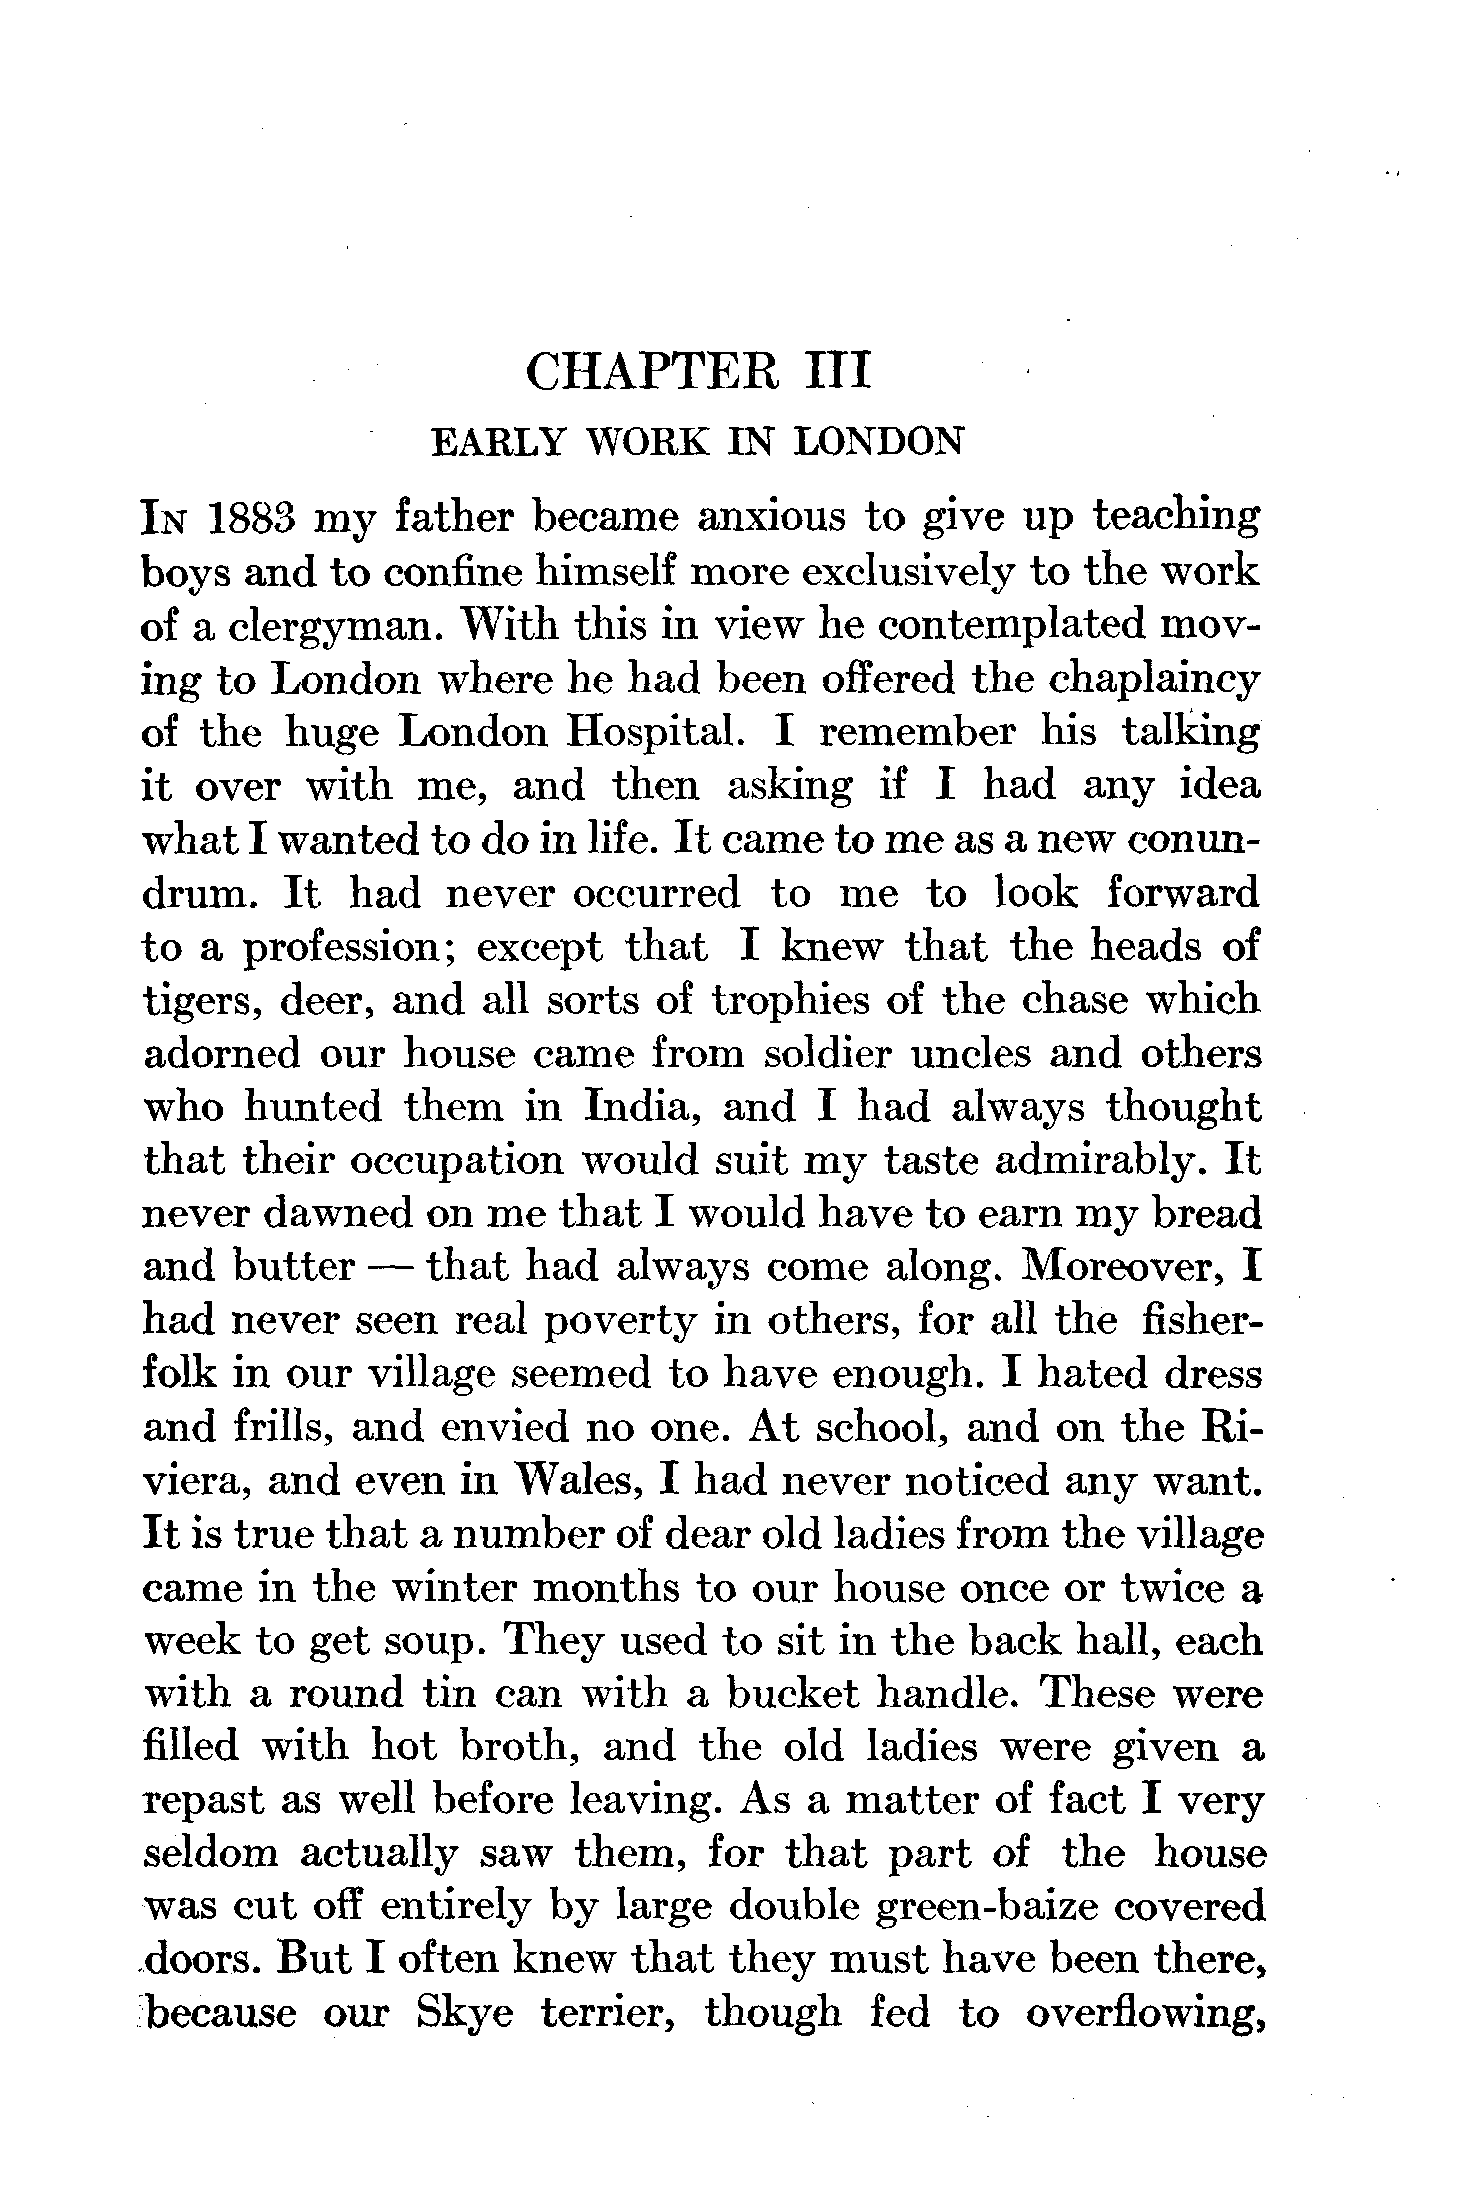 CHAPTER III
EARLY WORK IN LONDON
IN 1883 my father became anxious to give up teaching
boys and to confine himself more exclusively to the work
of a clergyman. With this in view he contemplated mov-
ing to London where he had been offered the chaplaincy
of the huge London Hospital. I remember his talking
it over with me, and then asking if I had any idea
what I wanted to do in life. It came to me as a new conun-
drum. It had never occurred to me to look forward
to a profession; except that I knew that the heads of
tigers, deer, and all sorts of trophies of the chase which
adorned our house came from soldier uncles and others
who hunted them in India, and I had always thought
that their occupation would suit my taste admirably. It
never dawned on me that I would have to earn my bread
and butter — that had always come along. Moreover, I
had never seen real poverty in others, for all the fisher-
folk in our village seemed to have enough. I hated dress
and frills, and envied no one. At school, and on the Ri-
viera, and even in Wales, I had never noticed any want.
It is true that a number of dear old ladies from the village
came in the winter months to our house once or twice a
week to get soup. They used to sit in the back hall, each
with a round tin can with a bucket handle. These were
filled with hot broth, and the old ladies were given a
repast as well before leaving. As a matter of fact I very
seldom actually saw them, for that part of the house
was cut off entirely by large double green-baize covered
doors. But I often knew that they must have been there,
because our Skye terrier, though fed to overflowing,